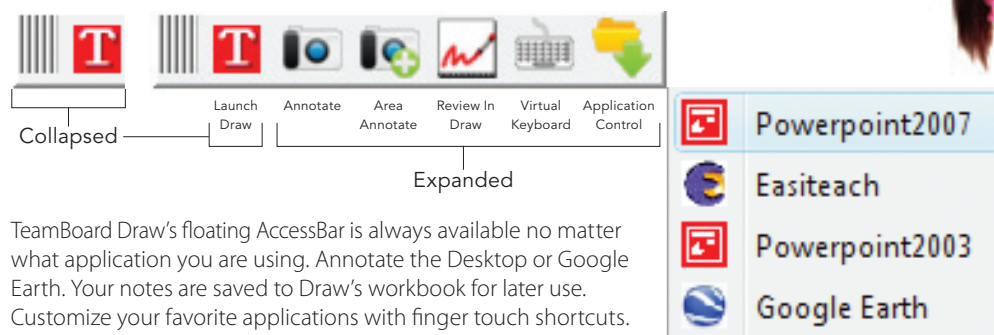 T T
Launch Draw Annotate Area Annotate Review In Draw Virtual Keyboard Application Control
Collapsed
Expanded
TeamBoard Draw's floating AccessBar is always available no matter
what application you are using. Annotate the Desktop or Google
Earth. Your notes are saved to Draw's workbook for later use.
Customize your favorite applications with finger touch shortcuts.
Powerpoint2007
Easiteach
Powerpoint2003
Google Earth